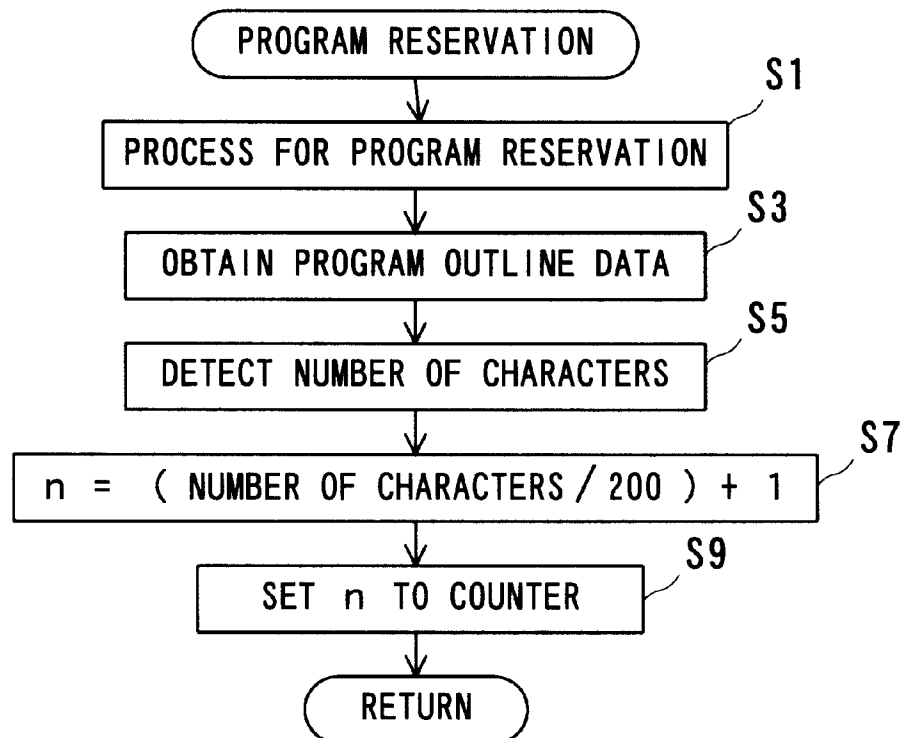 PROGRAM RESERVATION
S1
PROCESS FOR PROGRAM RESERVATION
S3
OBTAIN PROGRAM OUTLINE DATA
S5
DETECT NUMBER OF CHARACTERS
S7
n = ( NUMBER OF CHARACTERS / 200 ) + 1
S9
SET n TO COUNTER
RETURN